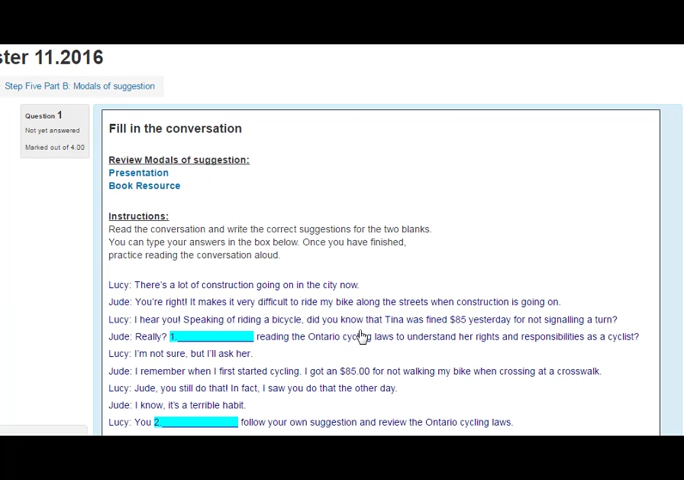 ster 11.2016
Step Five Part B: Modals of suggestion
Question 1
Not yet answered
Marked out of 4.00
Fill in the conversation
Review Modals of suggestion:
Presentation
Book Resource
Instructions:
Read the conversation and write the correct suggestions for the two blanks.
You can type your answers in the box below. Once you have finished,
practice reading the conversation aloud.
Lucy: There's a lot of construction going on in the city now.
Jude: You're right! It makes it very difficult to ride my bike along the streets when construction is going on.
Lucy: I hear you! Speaking of riding a bicycle, did you know that Tina was fined $85 yesterday for not signalling a turn?
Jude: Really? 1.______________ reading the Ontario cycling laws to understand her rights and responsibilities as a cyclist?
Lucy: I'm not sure, but I'll ask her.
Jude: I remember when I first started cycling. I got an $85.00 for not walking my bike when crossing at a crosswalk.
Lucy: Jude, you still do that! In fact, I saw you do that the other day.
Jude: I know, it's a terrible habit.
Lucy: You 2.______________ follow your own suggestion and review the Ontario cycling laws.